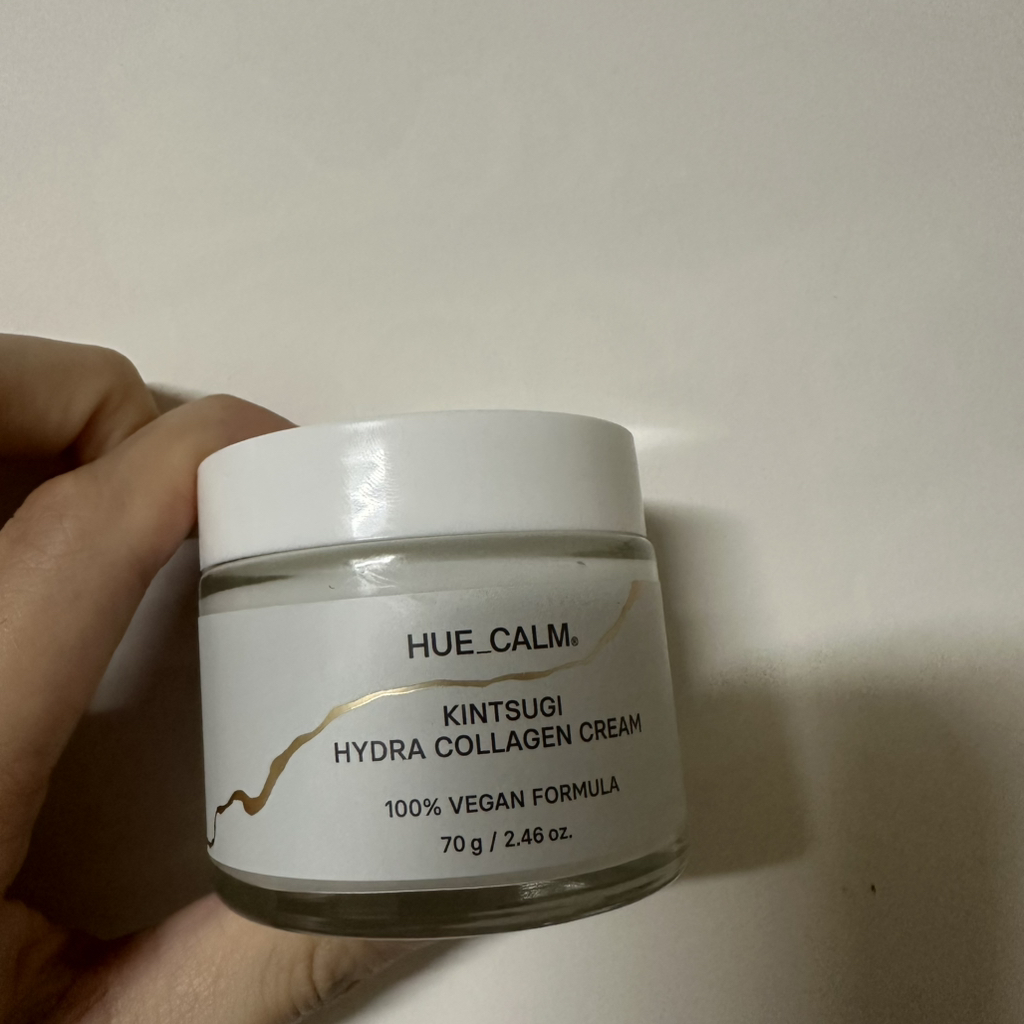 HUE_CALM®
KINTSUGI
HYDRA COLLAGEN CREAM
100% VEGAN FORMULA
70 g / 2.46 oz.